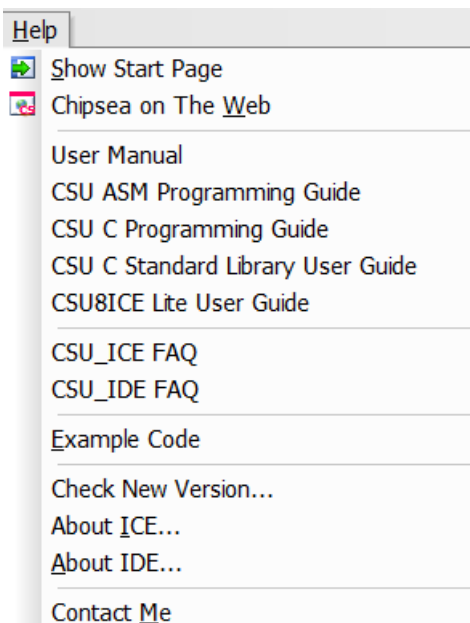 Help
Show Start Page
Chipsea on The Web
User Manual
CSU ASM Programming Guide
CSU C Programming Guide
CSU C Standard Library User Guide
CSU8ICE Lite User Guide
CSU_ICE FAQ
CSU_IDE FAQ
Example Code
Check New Version...
About ICE...
About IDE...
Contact Me